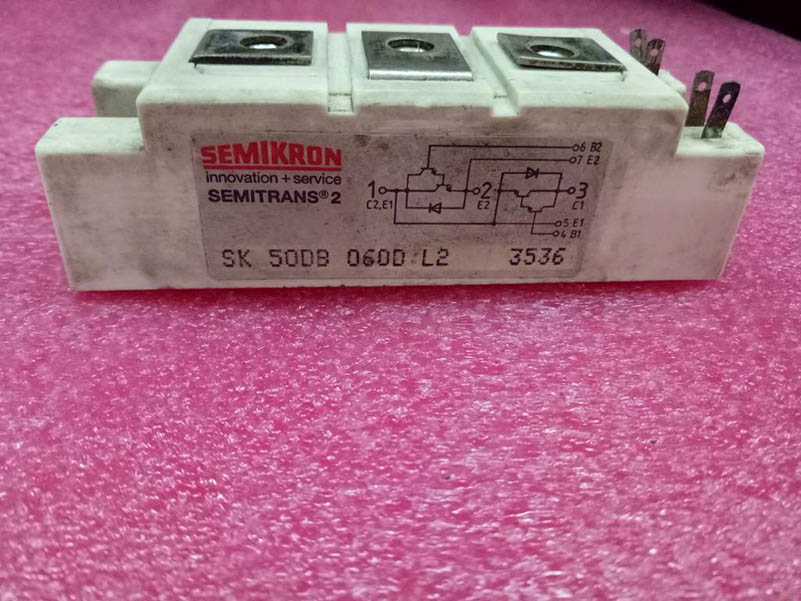 SEMIKRON
innovation + service
SEMITRANS® 2
6 B2
7 E2
1
C2,E1
2
E2
3
C1
5 E1
4 B1
SK 50DB 060D L2 3536